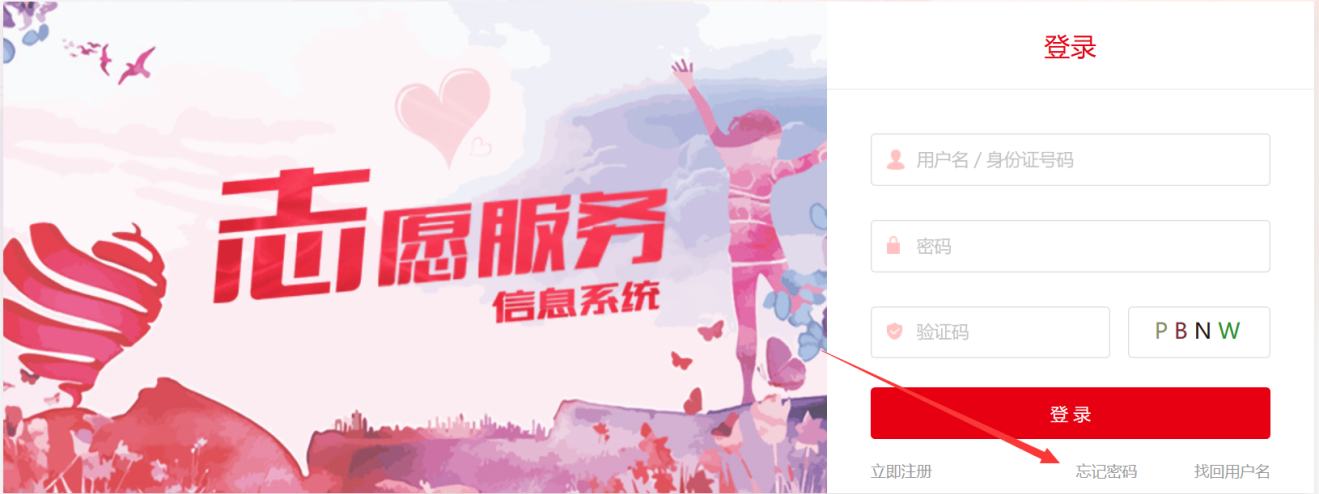 志愿服务
信息系统
登录
用户名 / 身份证号码
密码
验证码
PBNW
登 录
立即注册
忘记密码
找回用户名